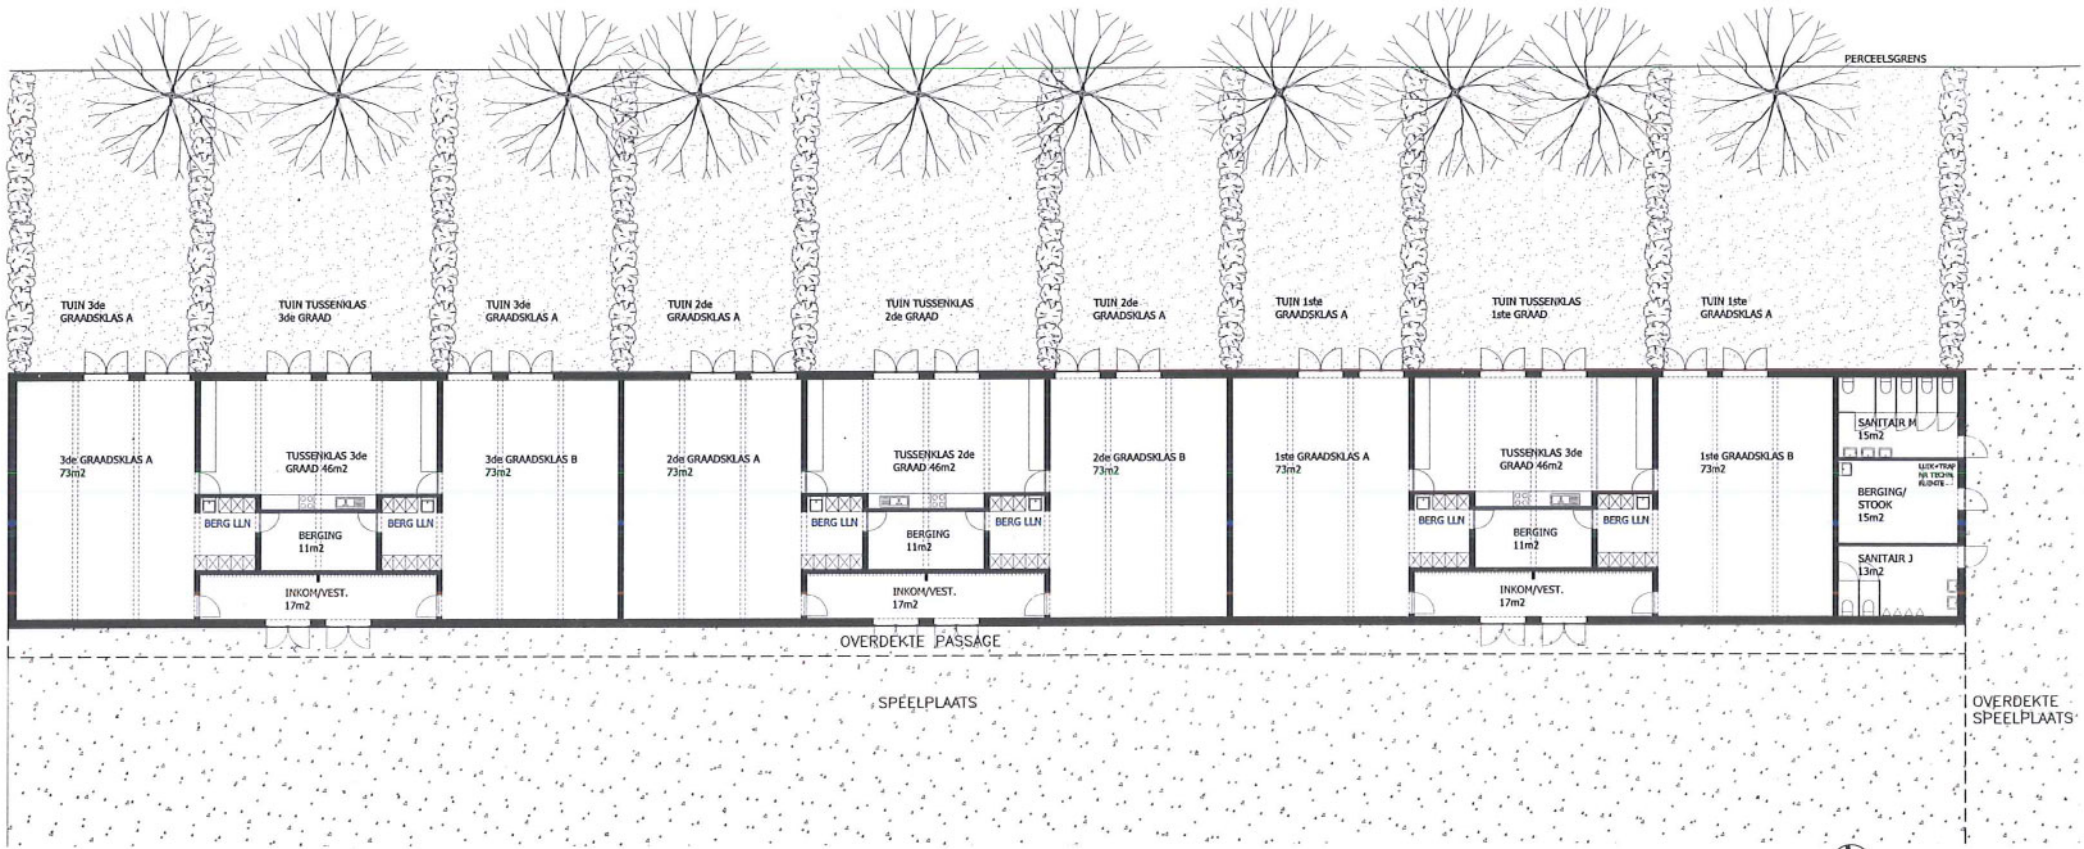 PERCEELSGRENS
TUIN 3de
GRAADSKLAS A
TUIN TUSSENKLAS
3de GRAAD
TUIN 3de
GRAADSKLAS A
TUIN 2de
GRAADSKLAS A
TUIN TUSSENKLAS
2de GRAAD
TUIN 2de
GRAADSKLAS A
TUIN 1ste
GRAADSKLAS A
TUIN TUSSENKLAS
1ste GRAAD
TUIN 1ste
GRAADSKLAS A
3de GRAADSKLAS A
73m2
TUSSENKLAS 3de
GRAAD 46m2
3de GRAADSKLAS B
73m2
2de GRAADSKLAS A
73m2
TUSSENKLAS 2de
GRAAD 46m2
2de GRAADSKLAS B
73m2
1ste GRAADSKLAS A
73m2
TUSSENKLAS 3de
GRAAD 46m2
1ste GRAADSKLAS B
73m2
SANITAIR M
15m2
BERGING/
STOOK
15m2
SANITAIR J
13m2
BERG LLN
BERGING
11m2
BERG LLN
BERG LLN
BERGING
11m2
BERG LLN
BERG LLN
BERGING
11m2
BERG LLN
INKOM/VEST.
17m2
INKOM/VEST.
17m2
INKOM/VEST.
17m2
OVERDEKTE PASSAGE
SPEELPLAATS
OVERDEKTE
SPEELPLAATS